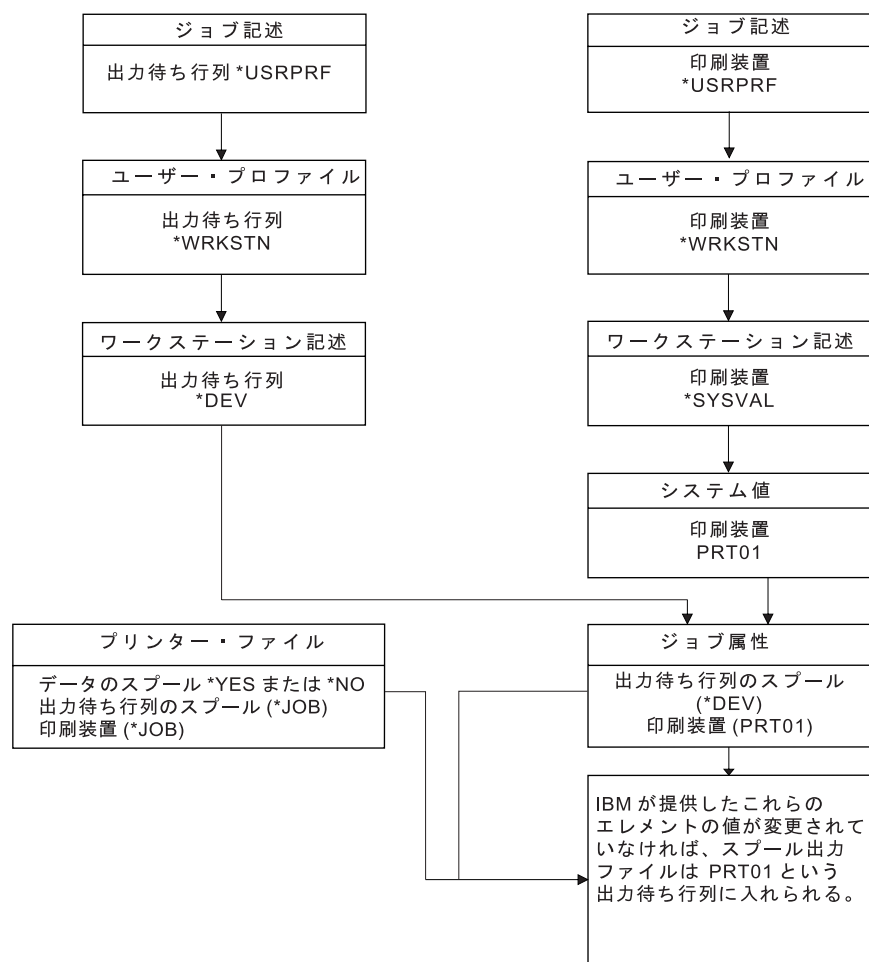 ジョブ記述
出力待ち行列 *USRPRF
ユーザー・プロファイル
出力待ち行列
*WRKSTN
ワークステーション記述
出力待ち行列
*DEV
ジョブ記述
印刷装置
*USRPRF
ユーザー・プロファイル
印刷装置
*WRKSTN
ワークステーション記述
印刷装置
*SYSVAL
システム値
印刷装置
PRT01
プリンター・ファイル
データのスプール *YES または *NO
出力待ち行列のスプール (*JOB)
印刷装置 (*JOB)
ジョブ属性
出力待ち行列のスプール
(*DEV)
印刷装置 (PRT01)
IBM が提供したこれらの
エレメントの値が変更されて
いなければ、スプール出力
ファイルは PRT01 という
出力待ち行列に入れられる。